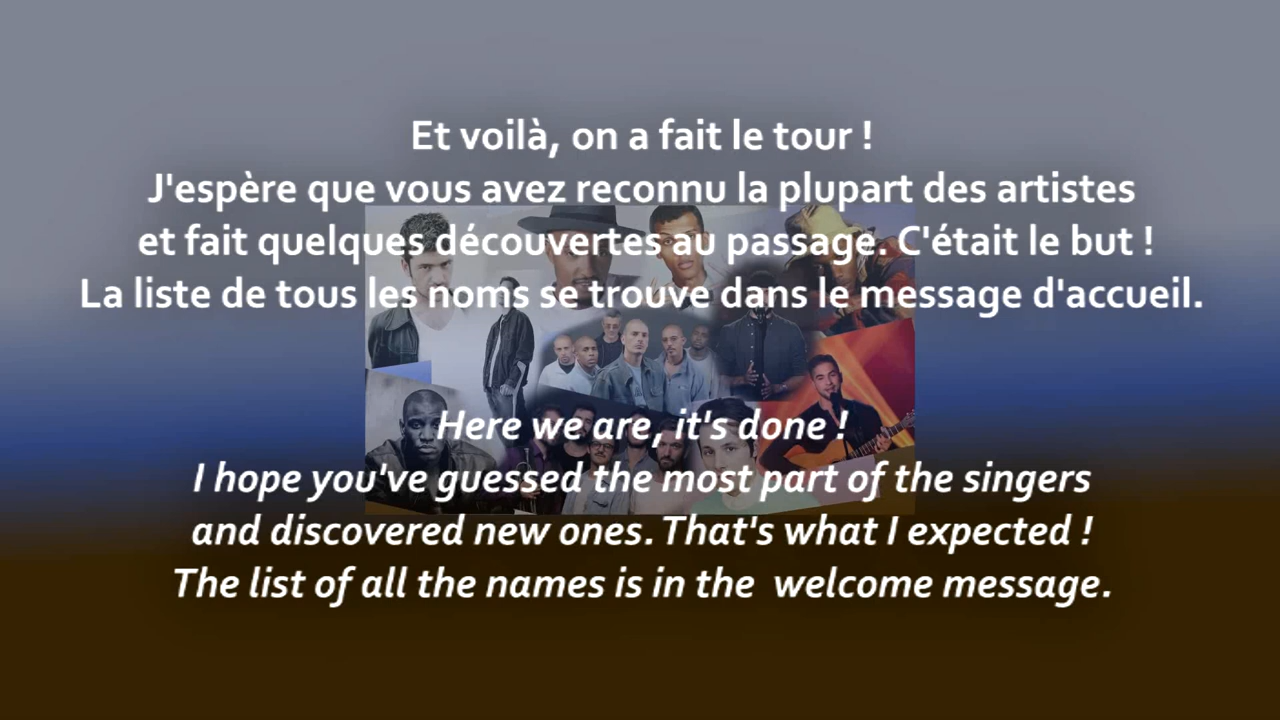 Et voilà, on a fait le tour !
J'espère que vous avez reconnu la plupart des artistes
et fait quelques découvertes au passage. C'était le but !
La liste de tous les noms se trouve dans le message d'accueil.
Here we are, it's done !
I hope you've guessed the most part of the singers
and discovered new ones. That's what I expected !
The list of all the names is in the  welcome message.